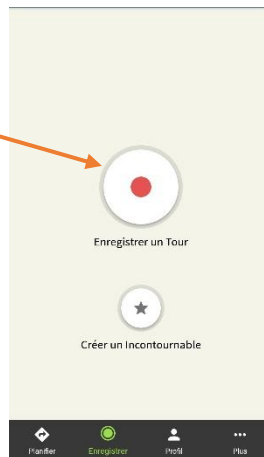 Enregistrer un Tour
Créer un Incontournable
Planifier Enregistrer Profil Plus